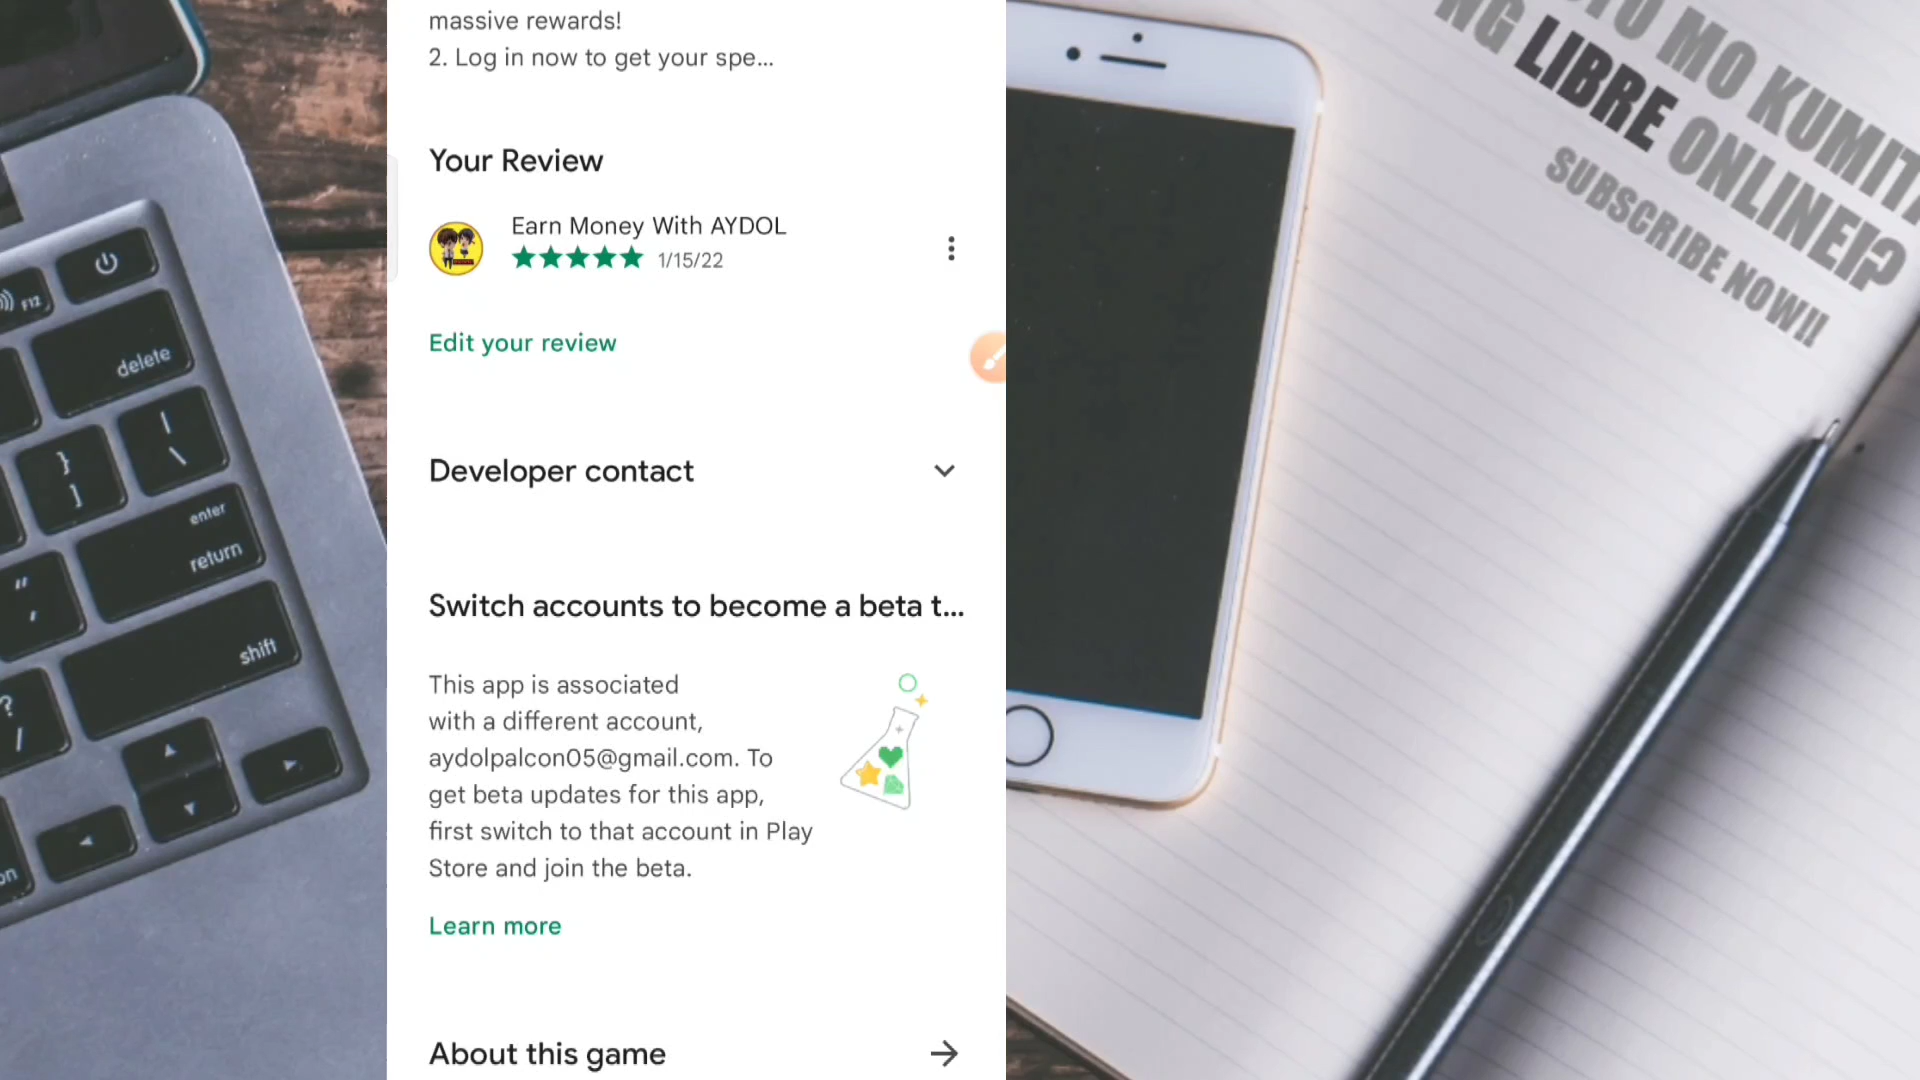 massive rewards!
2. Log in now to get your spe...
Your Review
Earn Money With AYDOL
1/15/22
Edit your review
Developer contact
Switch accounts to become a beta t...
This app is associated
with a different account,
aydolpalcon05@gmail.com. To
get beta updates for this app,
first switch to that account in Play
Store and join the beta.
Learn more
About this game
F12
delete
}
]
|
\
enter
return
"
'
shift
?
/
MO KUMIT
NG LIBRE ONLINE!?
SUBSCRIBE NOW!!